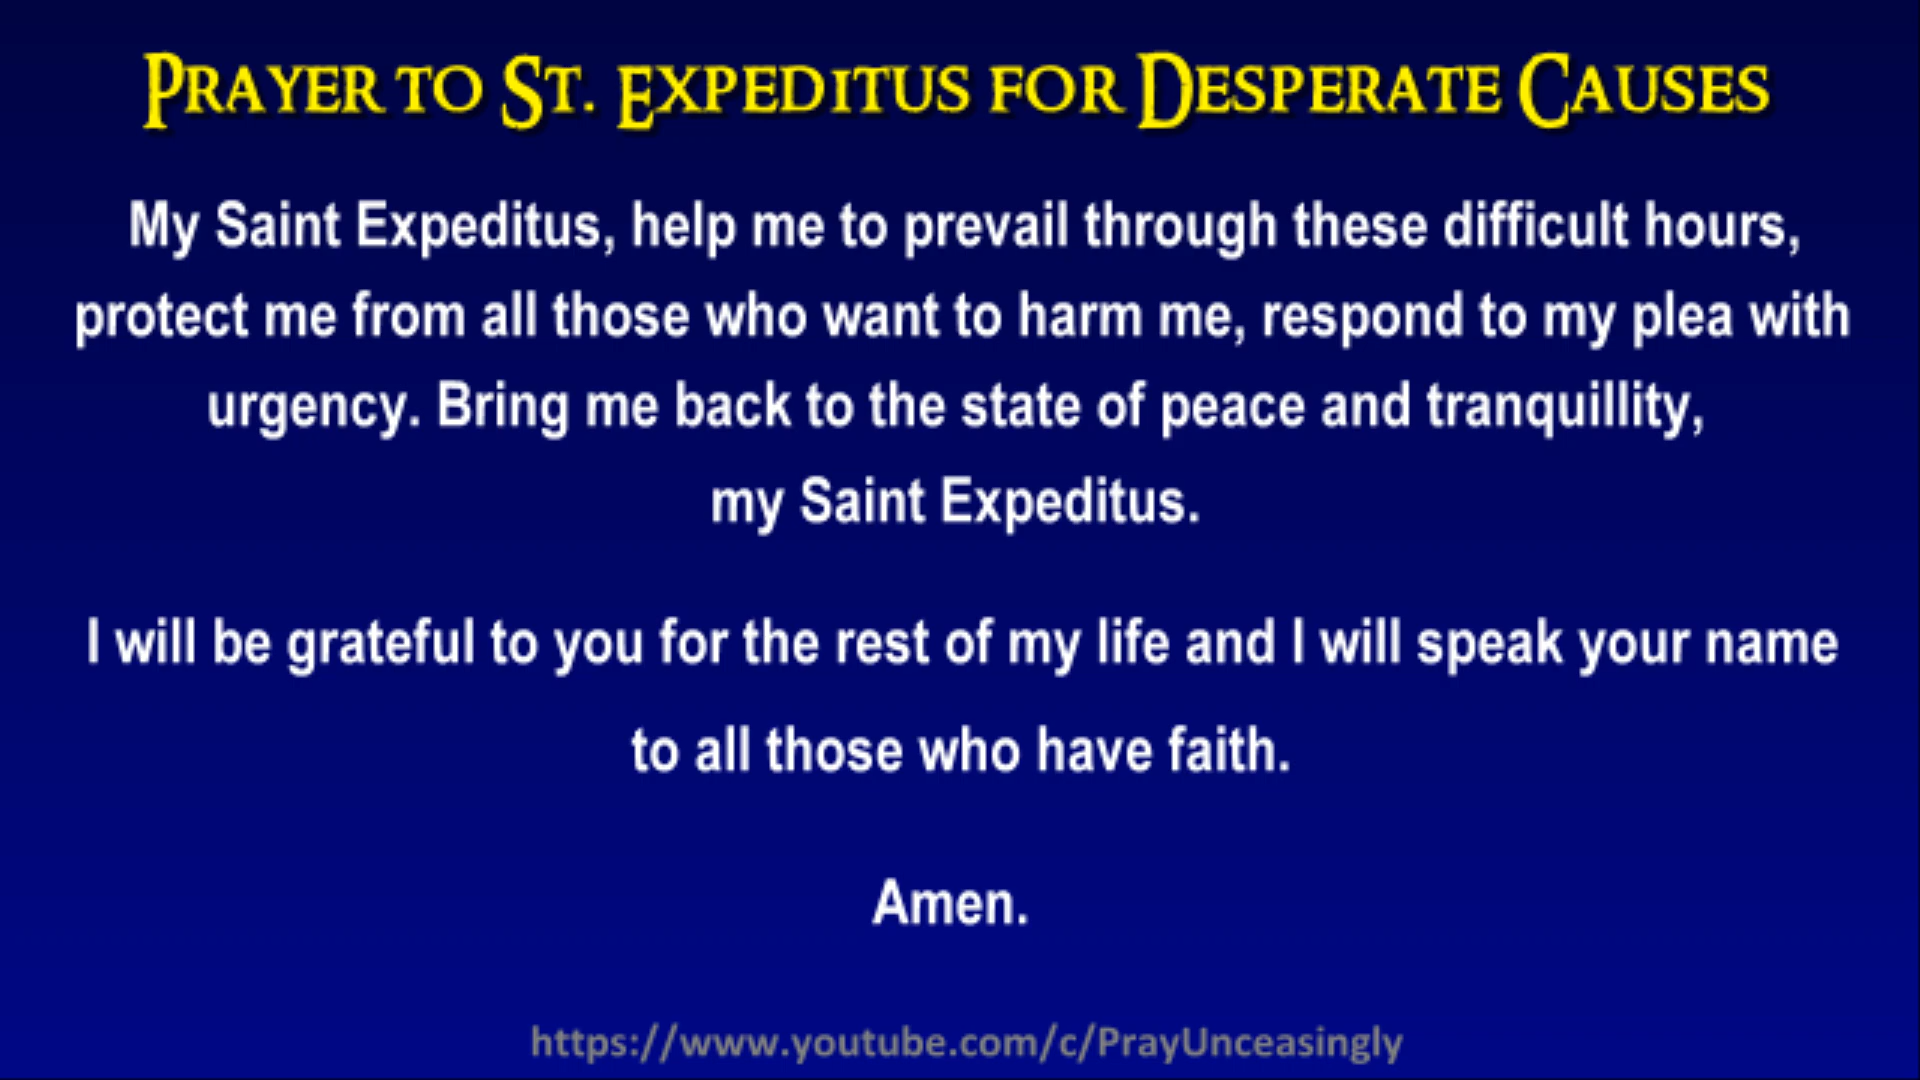 PRAYER TO ST. EXPEDITUS FOR DESPERATE CAUSES
My Saint Expeditus, help me to prevail through these difficult hours,
protect me from all those who want to harm me, respond to my plea with
urgency. Bring me back to the state of peace and tranquillity,
my Saint Expeditus.
I will be grateful to you for the rest of my life and I will speak your name
to all those who have faith.
Amen.
https://www.youtube.com/c/PrayUnceasingly